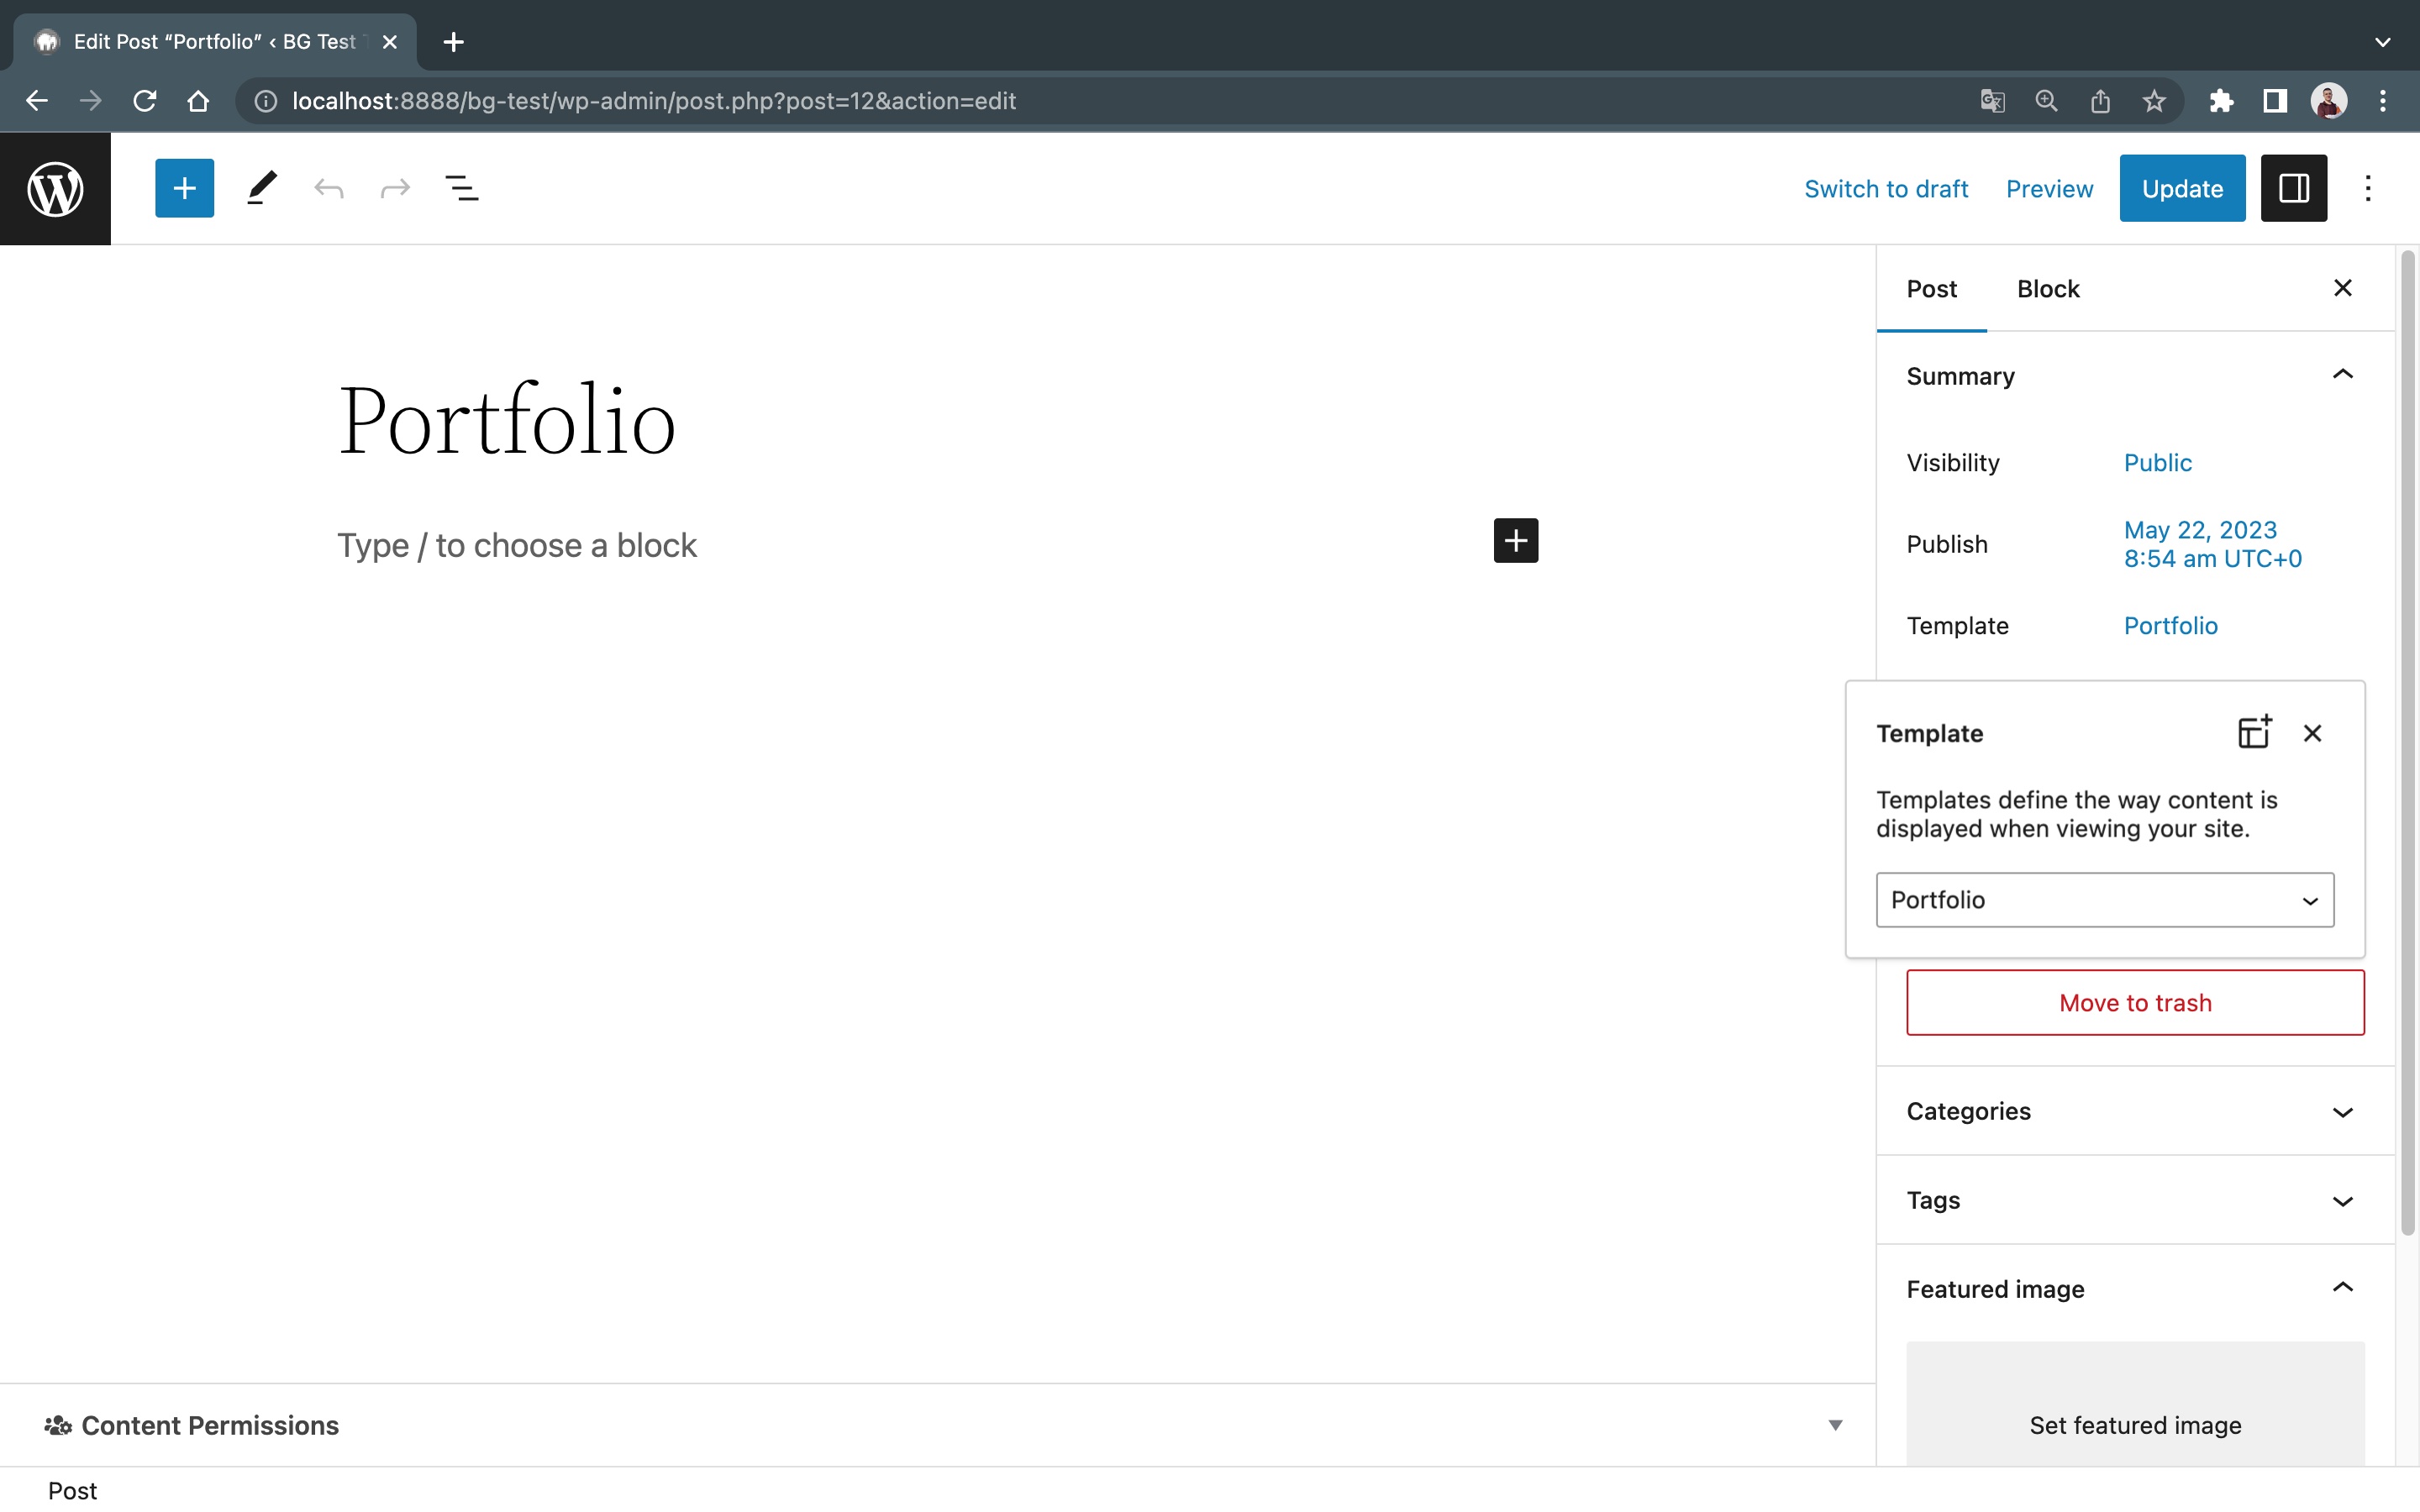 Edit Post “Portfolio” ‹ BG Test
localhost:8888/bg-test/wp-admin/post.php?post=12&action=edit
Switch to draft
Preview
Update
Post
Block
Summary
Visibility
Public
Publish
May 22, 2023
8:54 am UTC+0
Template
Portfolio
Portfolio
Type / to choose a block
Template
Templates define the way content is
displayed when viewing your site.
Portfolio
Move to trash
Categories
Tags
Featured image
Set featured image
Content Permissions
Post